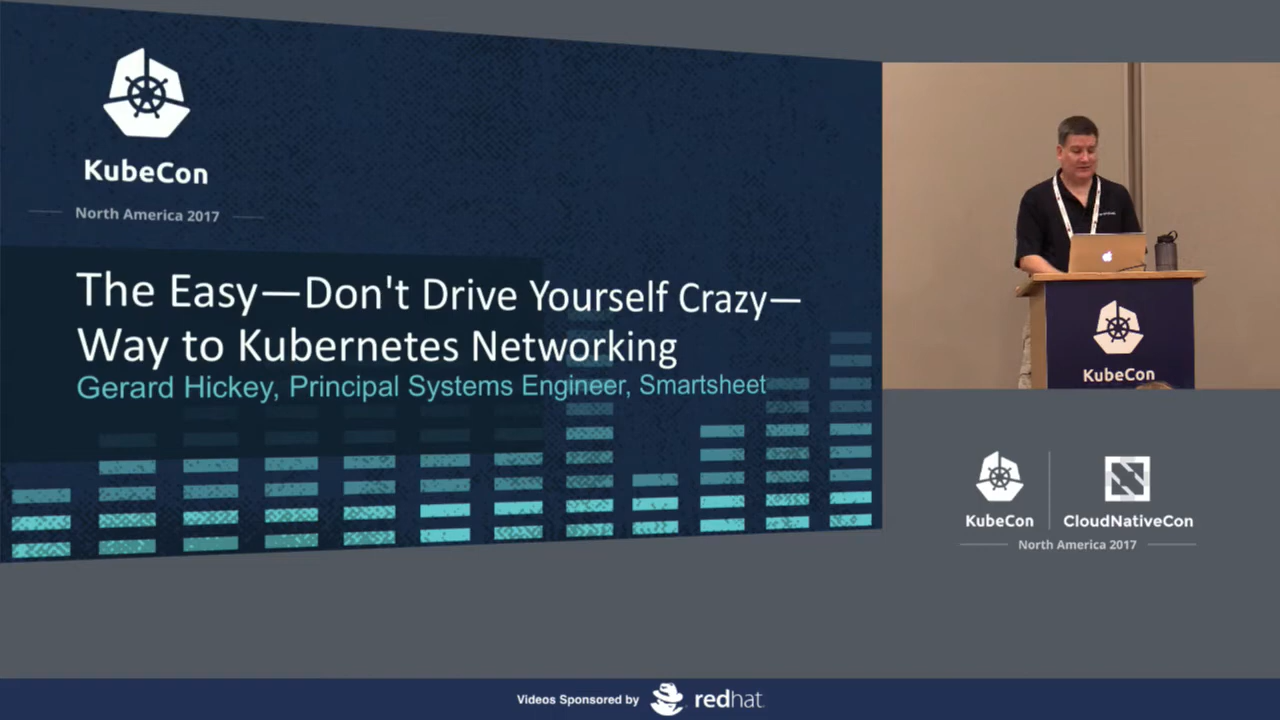 KubeCon
North America 2017
The Easy—Don't Drive Yourself Crazy—
Way to Kubernetes Networking
Gerard Hickey, Principal Systems Engineer, Smartsheet
KubeCon
KubeCon
CloudNativeCon
North America 2017
Videos Sponsored by redhat.